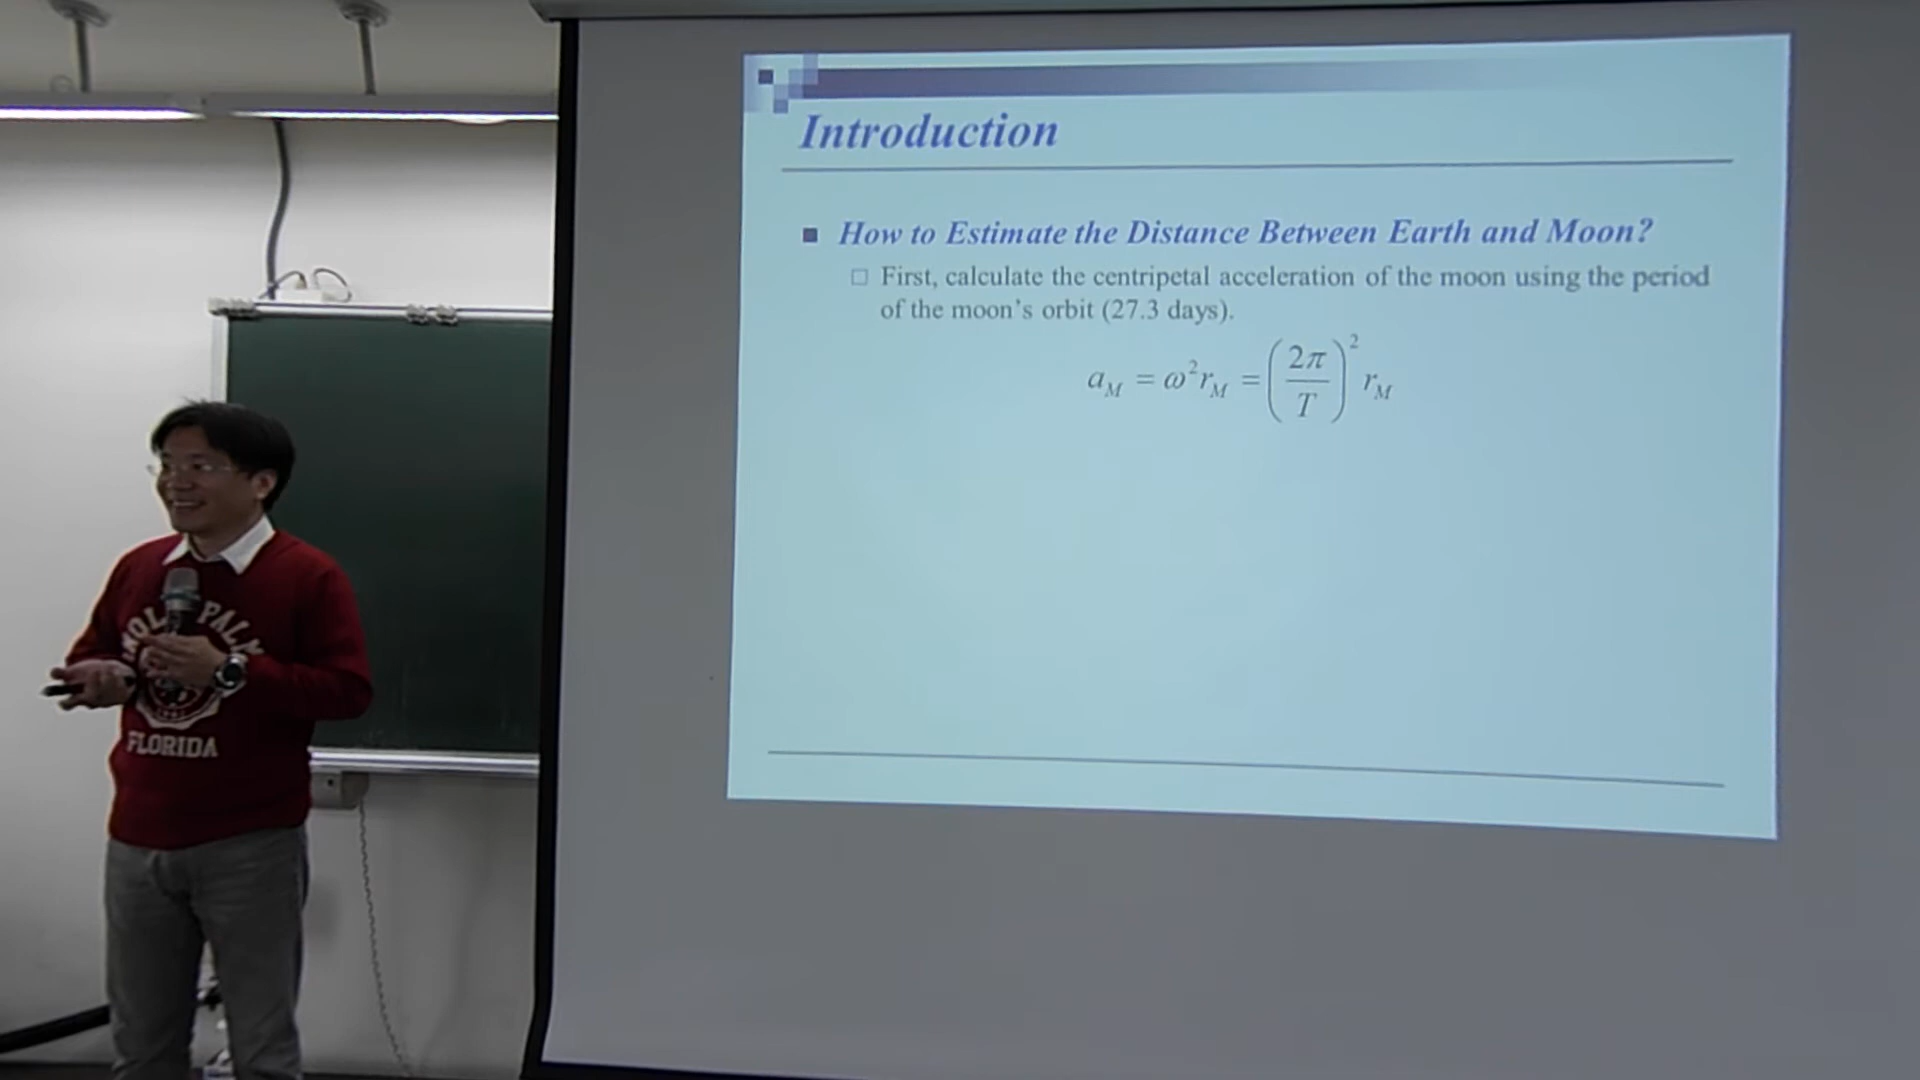 Introduction
How to Estimate the Distance Between Earth and Moon?
First, calculate the centripetal acceleration of the moon using the period
of the moon's orbit (27.3 days).
a_M = ω²r_M = (2π/T)² r_M
PALM
FLORIDA